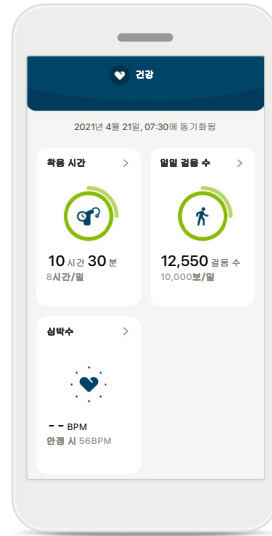 건강
2021년 4월 21일, 07:30에 동기화됨
착용 시간
일일 걸음 수
10 시간 30 분
8시간/일
12,550 걸음 수
10,000보/일
심박수
-- BPM
안정 시 56BPM